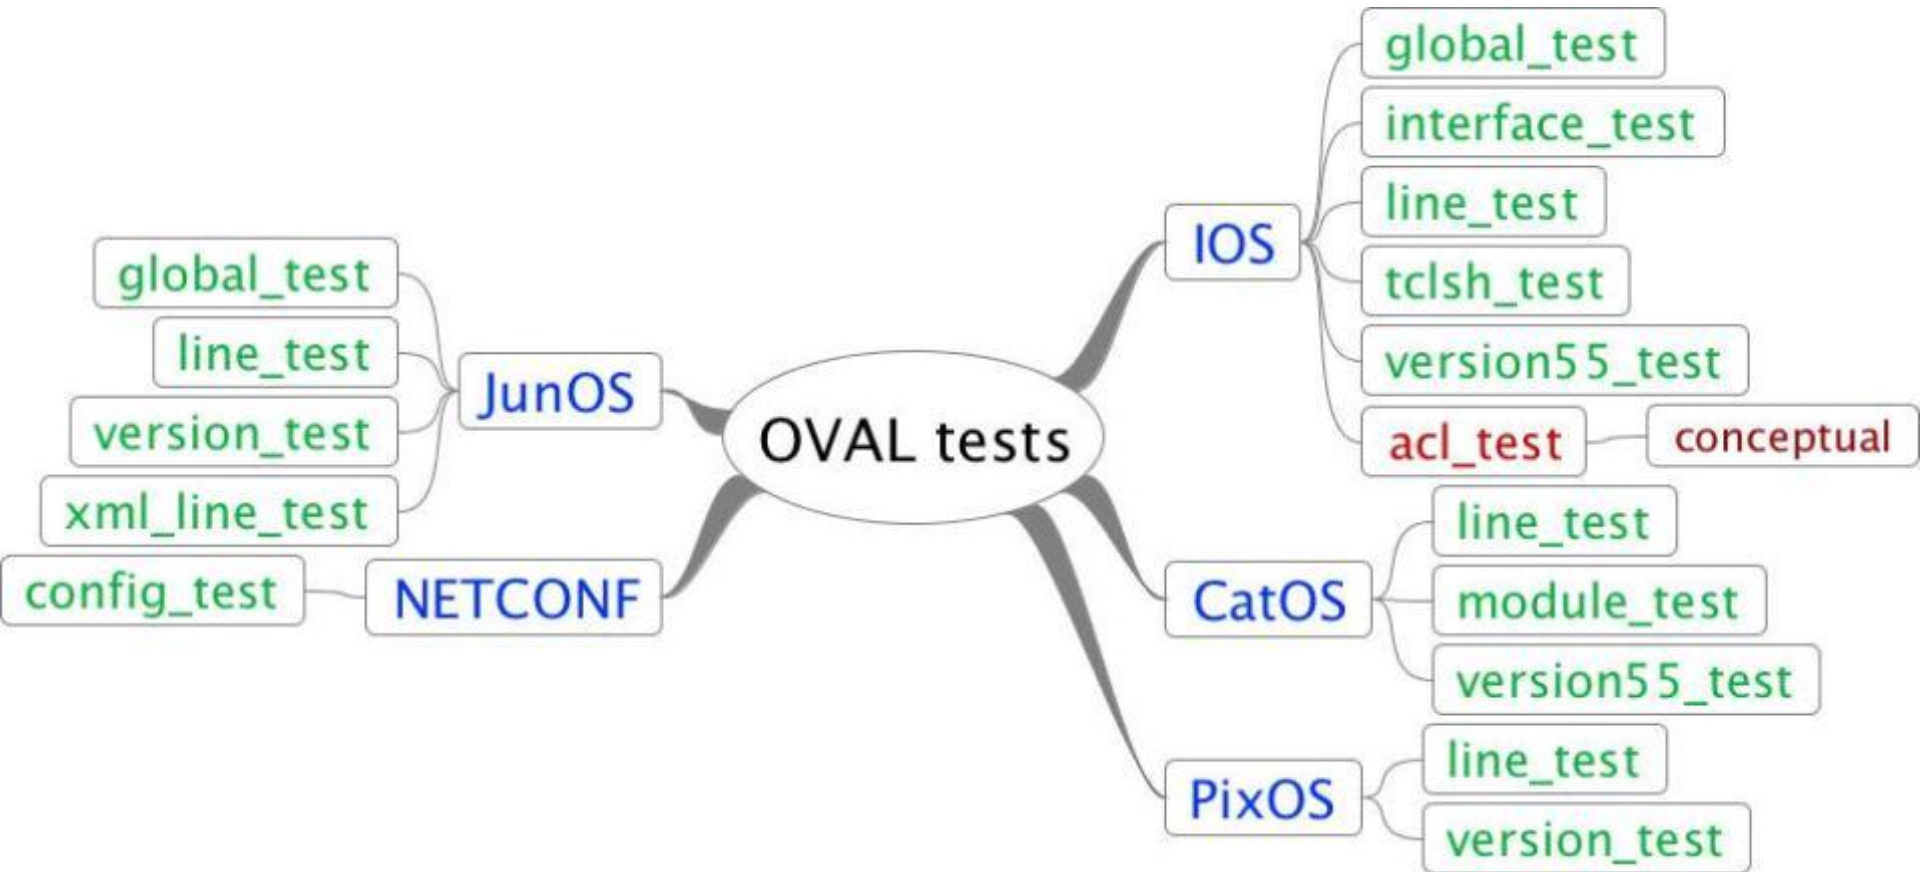 OVAL tests
IOS
global_test
interface_test
line_test
tclsh_test
version55_test
acl_test
conceptual
CatOS
line_test
module_test
version55_test
PixOS
line_test
version_test
JunOS
global_test
line_test
version_test
xml_line_test
NETCONF
config_test